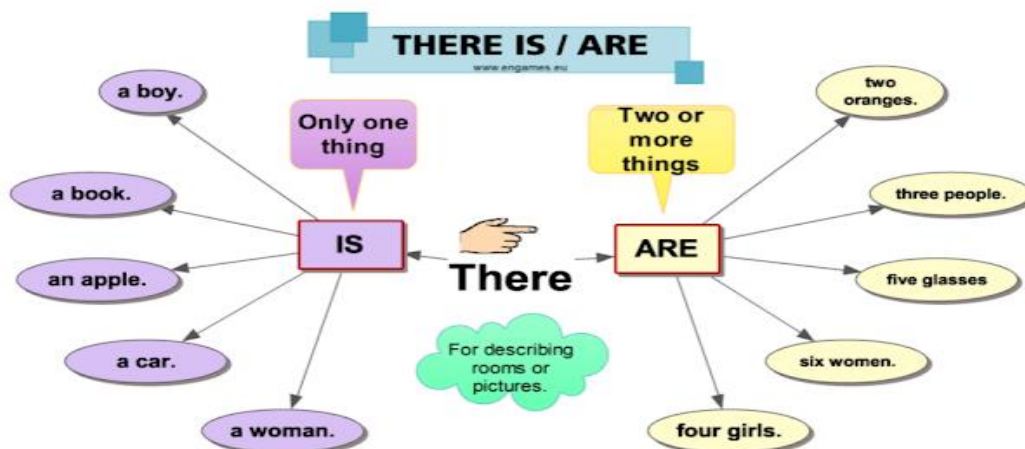 THERE IS / ARE
www.engames.eu
a boy.
Only one
thing
Two or
more
things
two
oranges.
a book.
three people.
IS
ARE
There
an apple.
five glasses
a car.
For describing
rooms or
pictures.
six women.
a woman.
four girls.